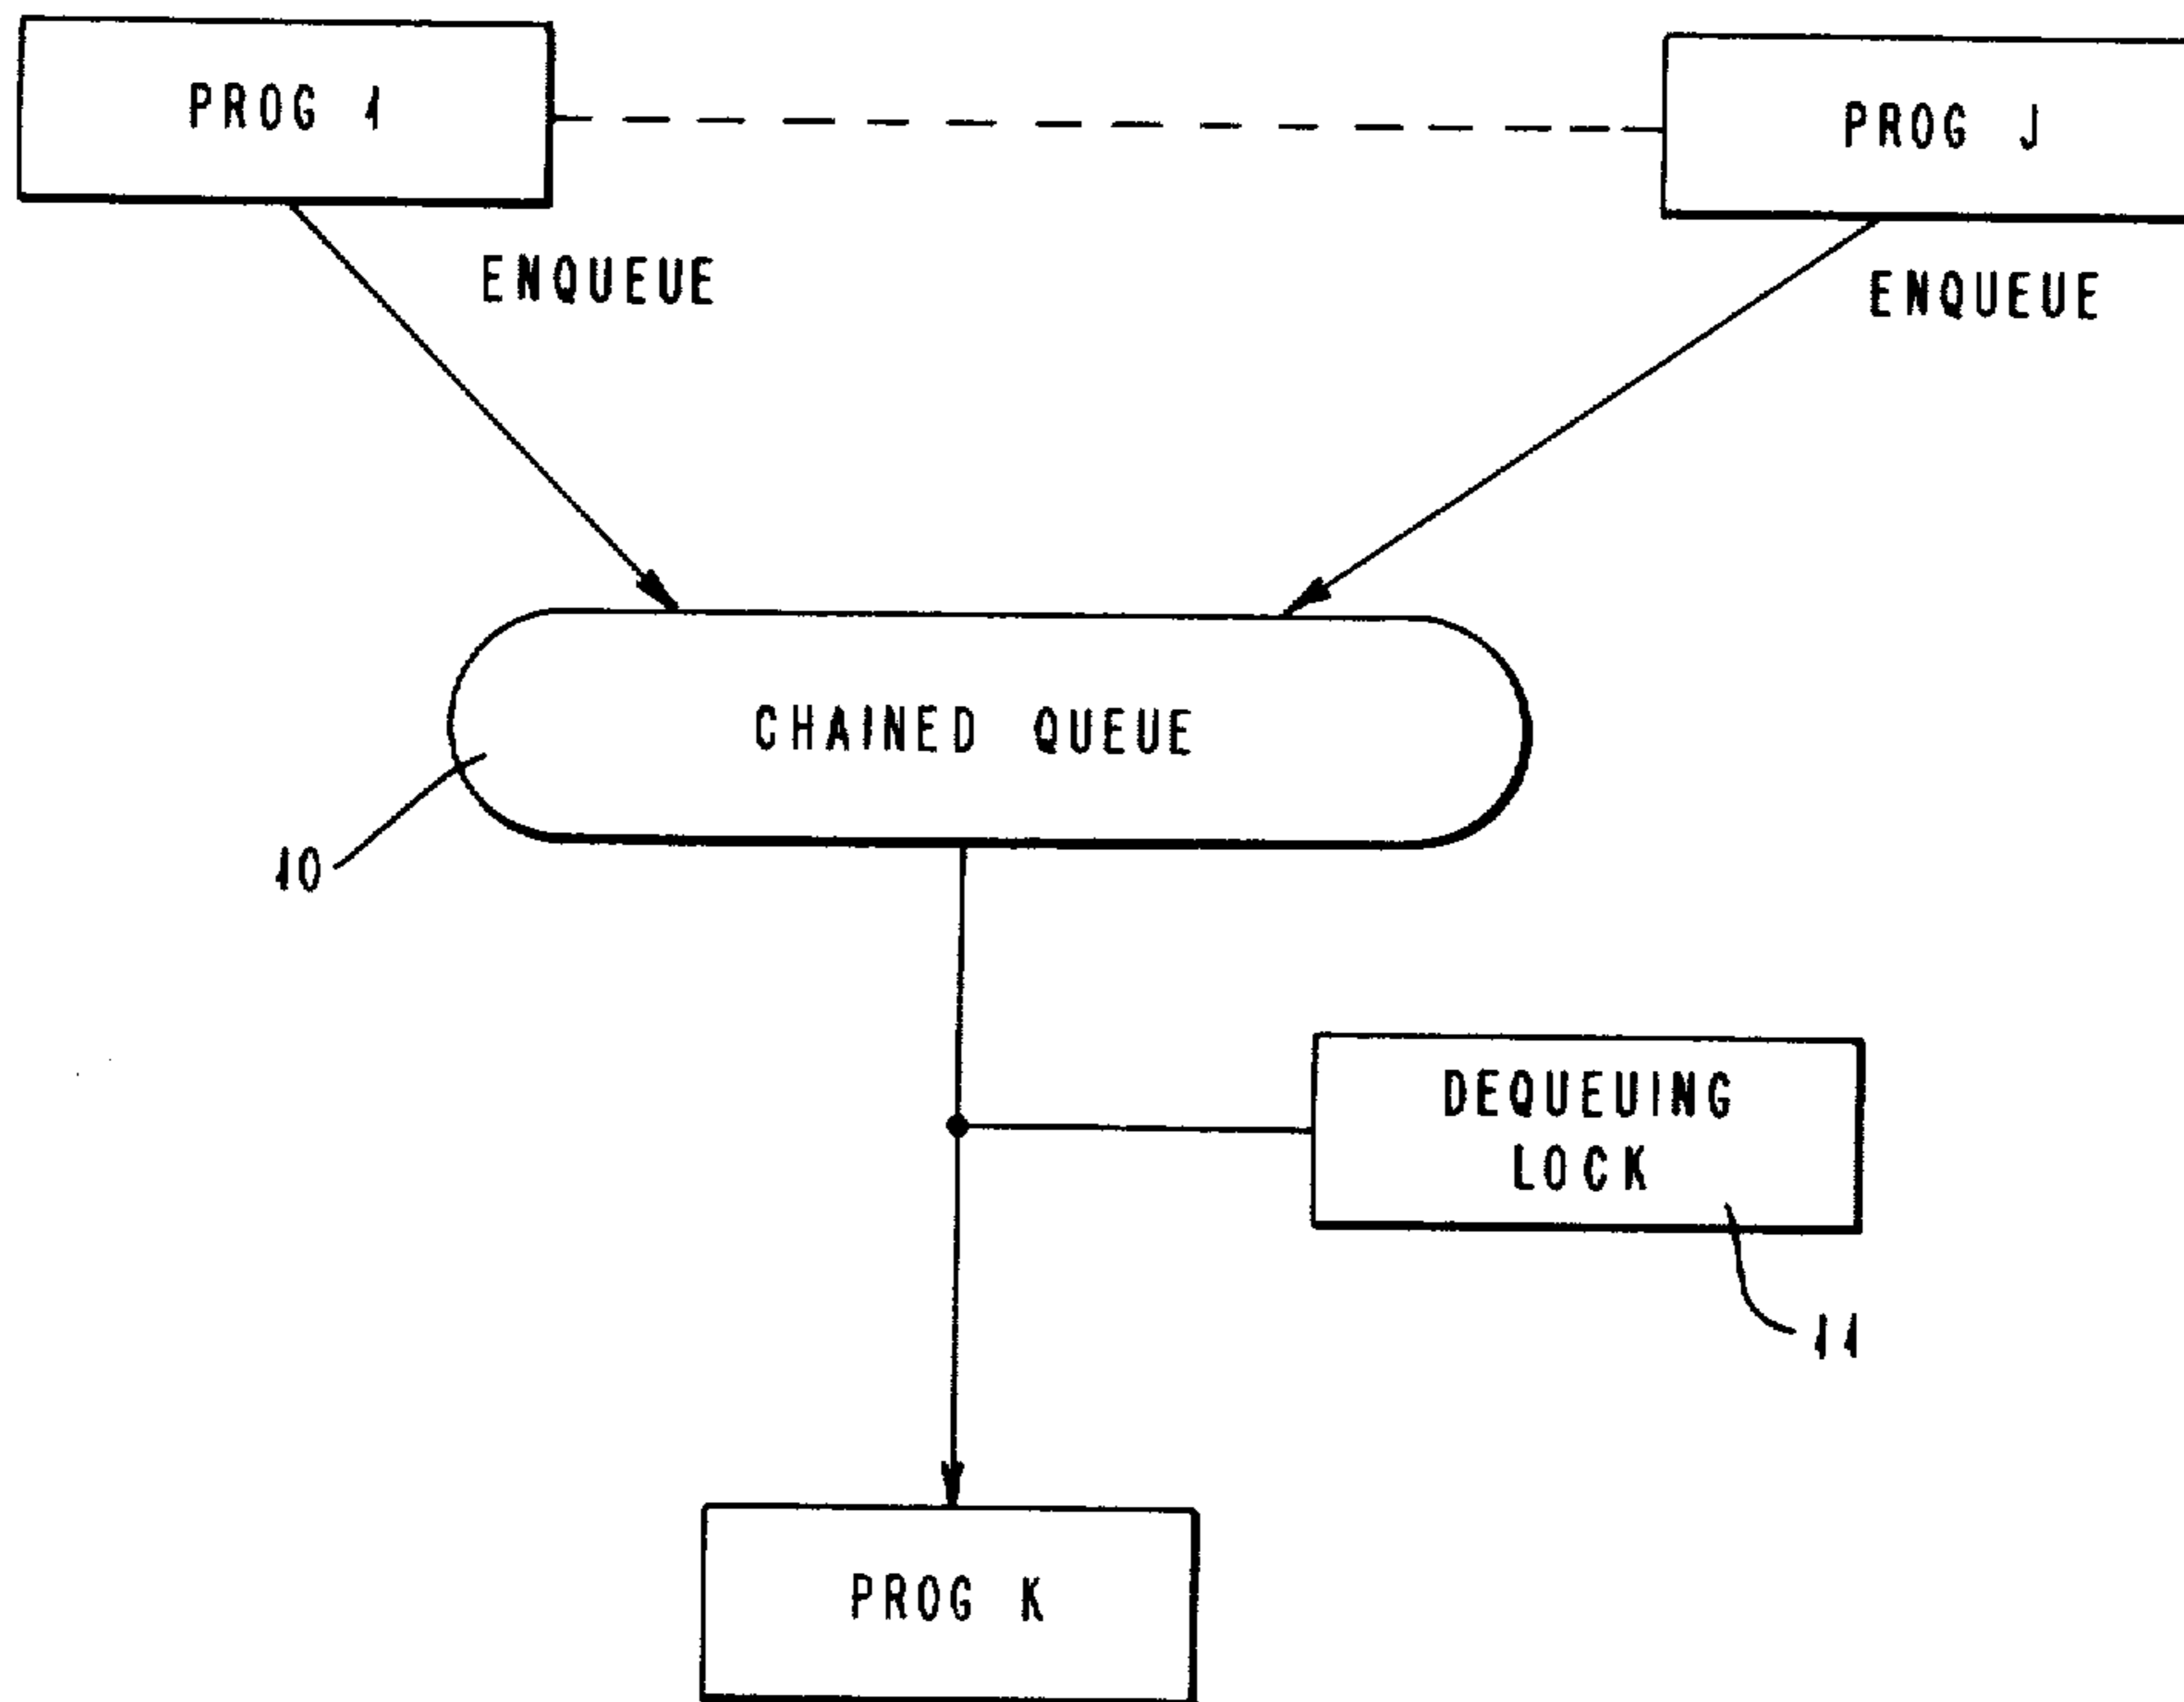 PROG 1
PROG J
ENQUEUE
ENQUEUE
CHAINED QUEUE
10
DEQUEUING
LOCK
11
PROG K